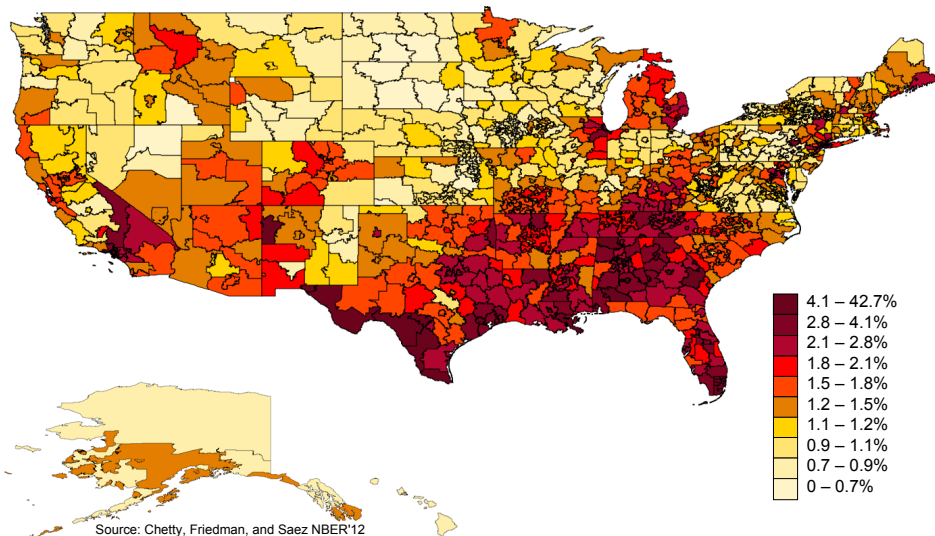 4.1 – 42.7%
2.8 – 4.1%
2.1 – 2.8%
1.8 – 2.1%
1.5 – 1.8%
1.2 – 1.5%
1.1 – 1.2%
0.9 – 1.1%
0.7 – 0.9%
0 – 0.7%
Source: Chetty, Friedman, and Saez NBER'12